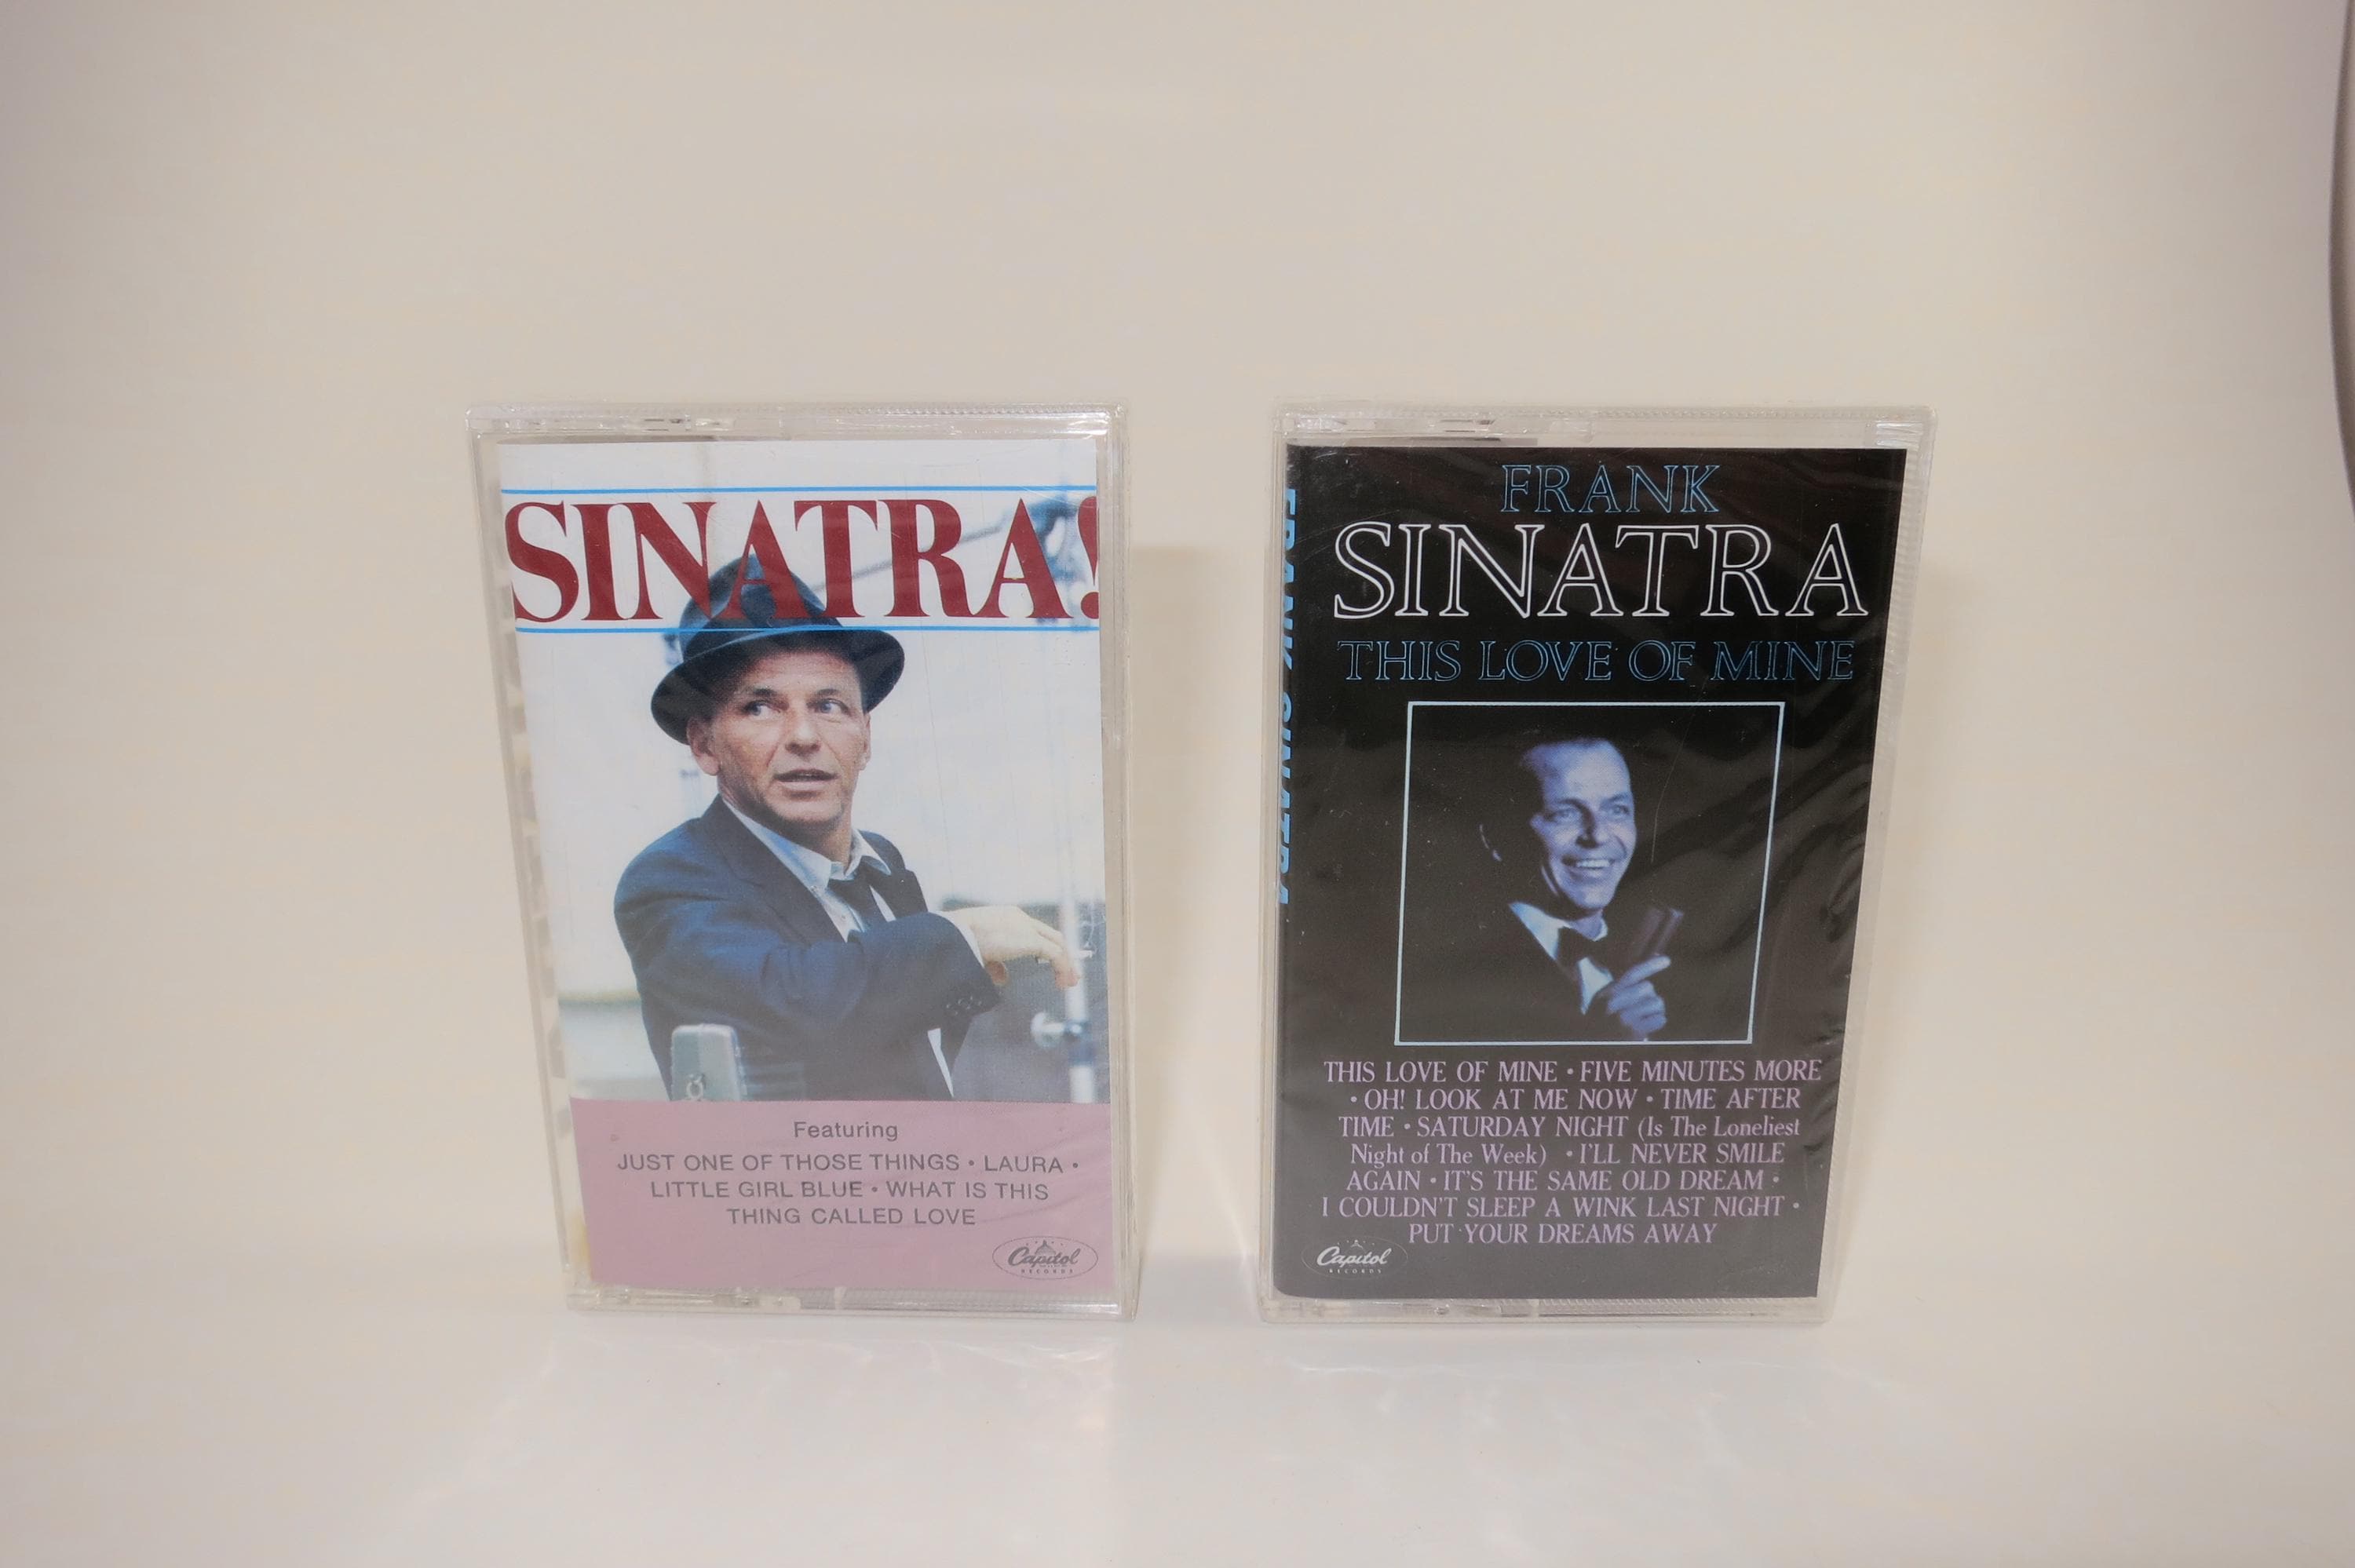 SINATRA!
Featuring
JUST ONE OF THOSE THINGS • LAURA •
LITTLE GIRL BLUE • WHAT IS THIS
THING CALLED LOVE
Capitol
RECORDS
FRANK SINATRA
FRANK
SINATRA
THIS LOVE OF MINE
THIS LOVE OF MINE • FIVE MINUTES MORE
• OH! LOOK AT ME NOW • TIME AFTER
TIME • SATURDAY NIGHT (Is The Loneliest
Night of The Week) • I'LL NEVER SMILE
AGAIN • IT'S THE SAME OLD DREAM •
I COULDN'T SLEEP A WINK LAST NIGHT •
PUT YOUR DREAMS AWAY
Capitol
RECORDS